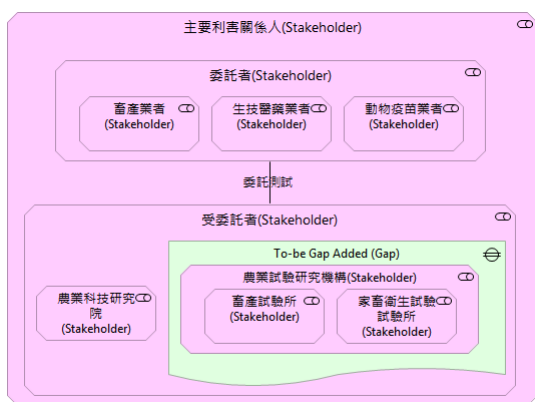 主要利害關係人(Stakeholder)
委託者(Stakeholder)
畜產業者
(Stakeholder)
生技醫藥業者
(Stakeholder)
動物疫苗業者
(Stakeholder)
委託測試
受委託者(Stakeholder)
To-be Gap Added (Gap)
農業試驗研究機構(Stakeholder)
農業科技研究
院
(Stakeholder)
畜產試驗所
(Stakeholder)
家畜衛生試驗
試驗所
(Stakeholder)